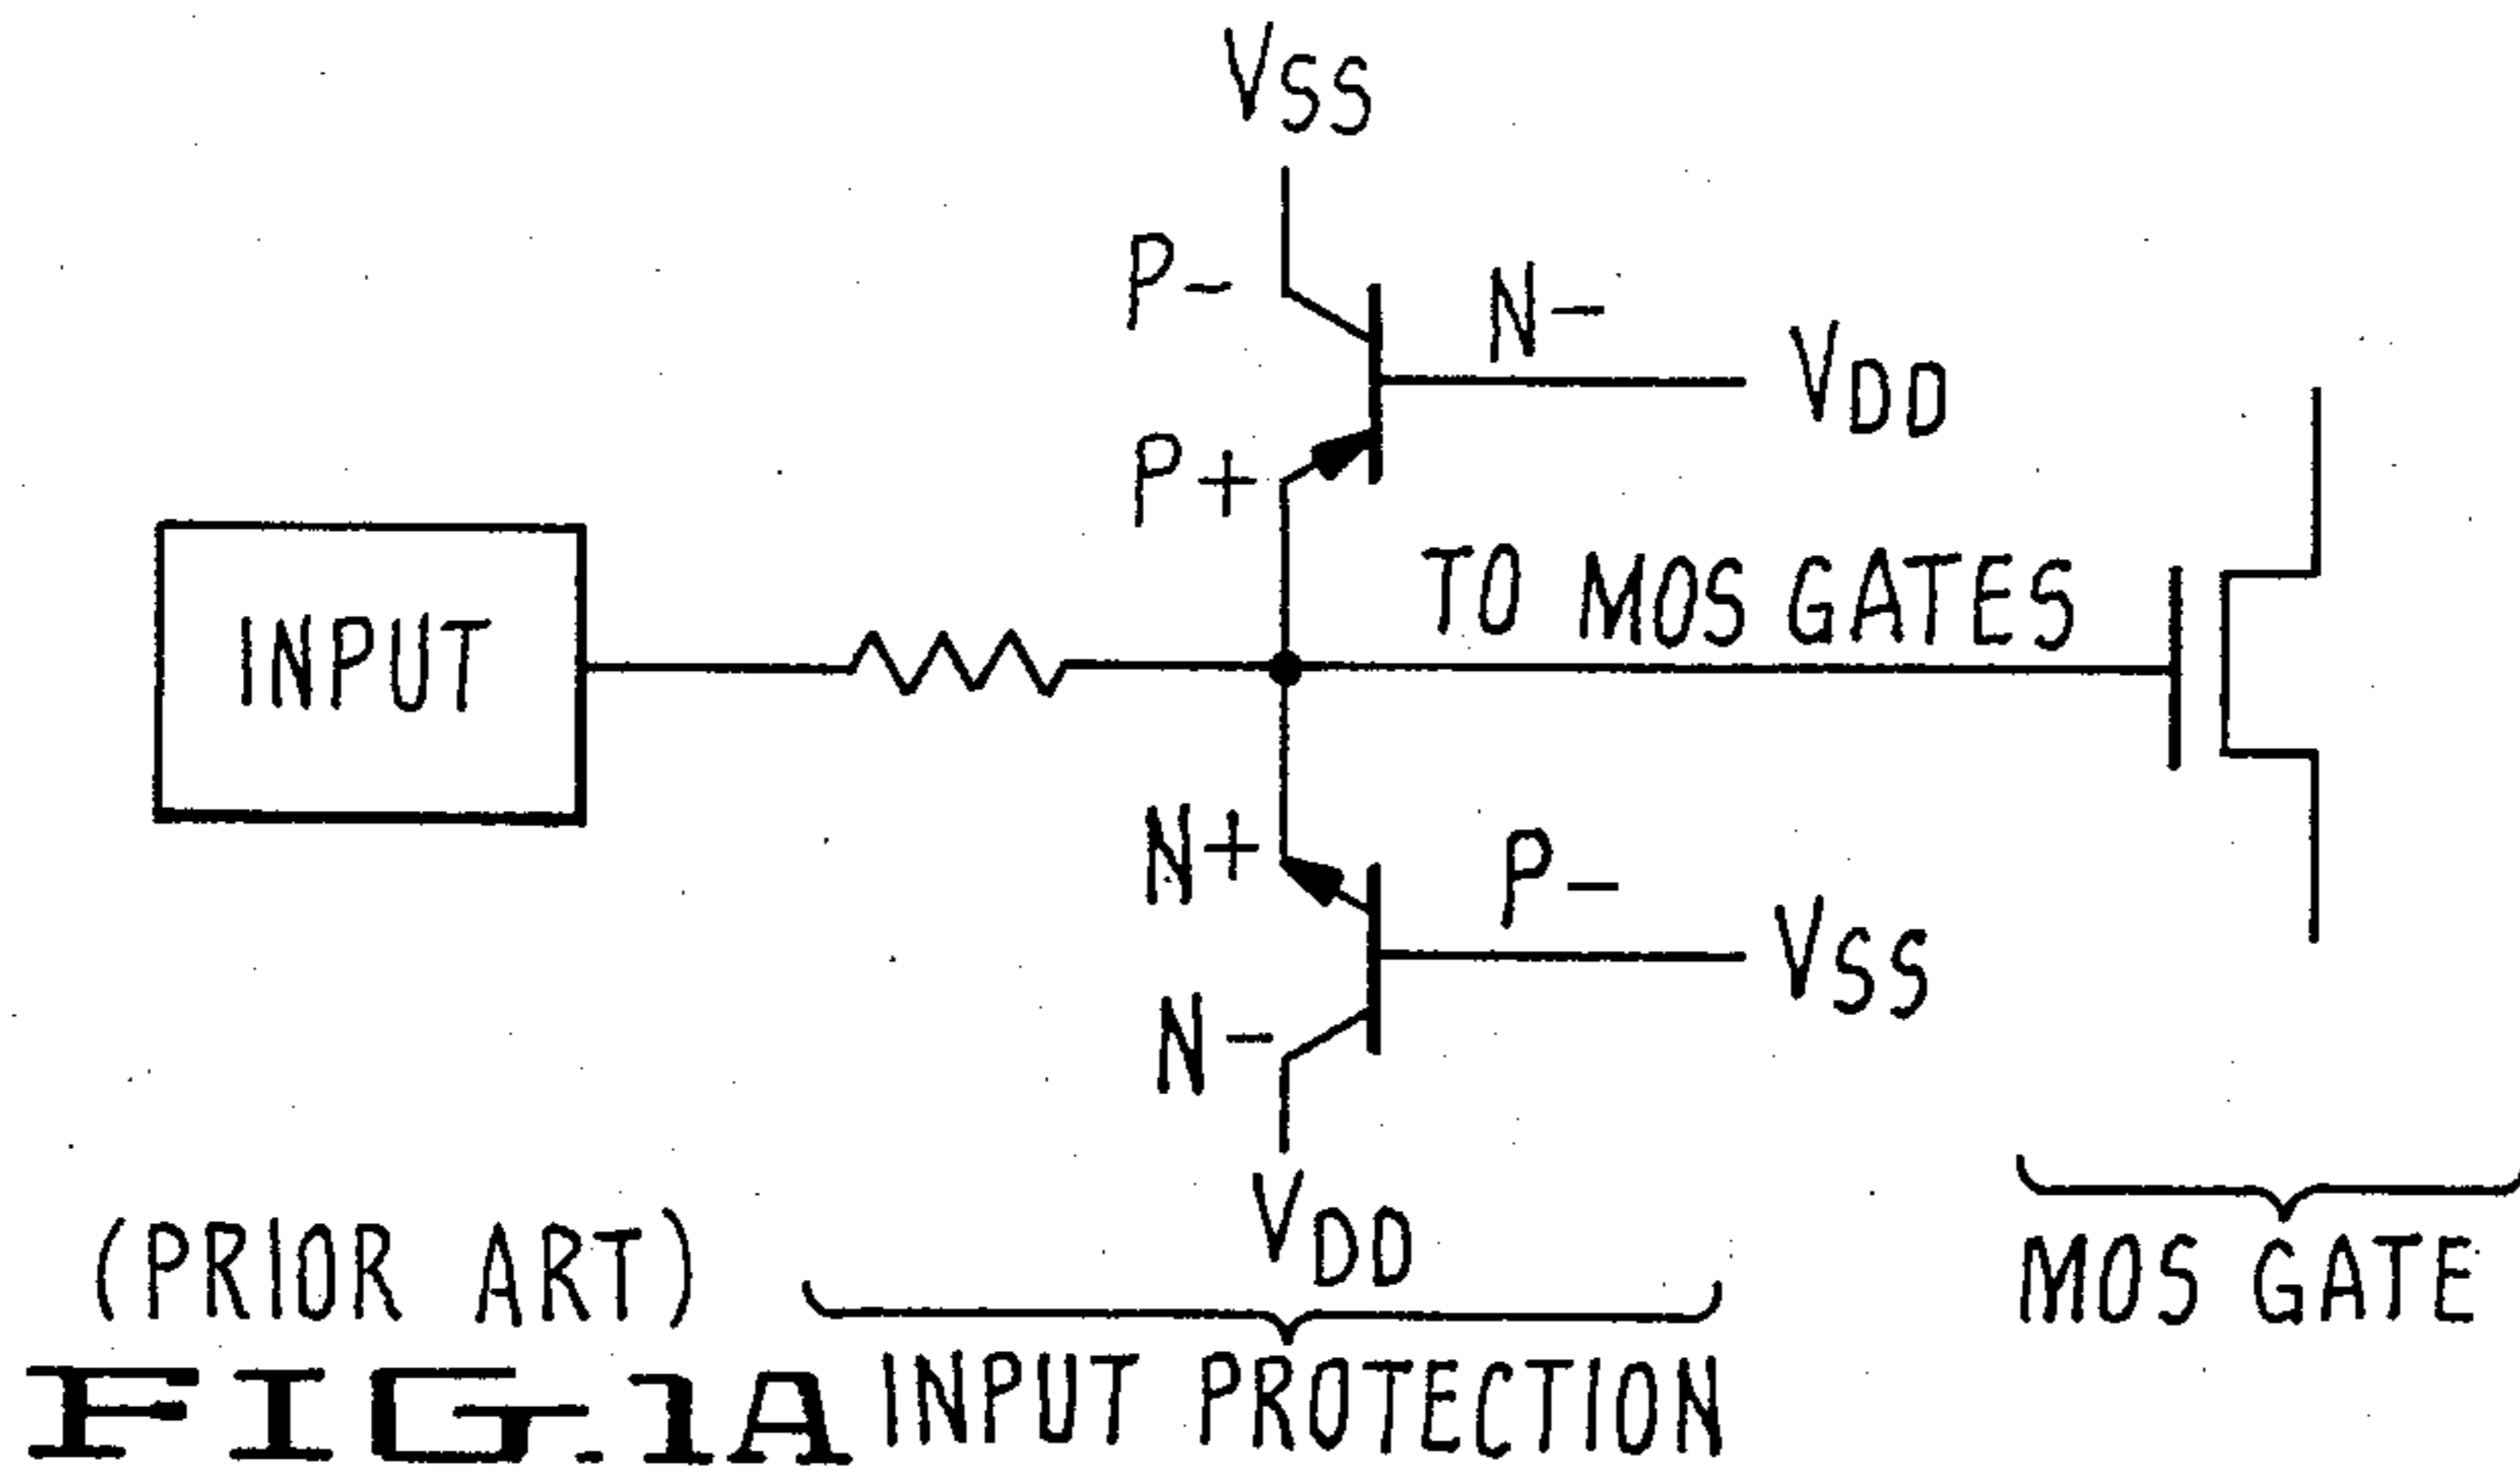 VSS
P-
N-
VDD
P+
TO MOS GATES
INPUT
N+
P-
VSS
N-
VDD
(PRIOR ART)
MOS GATE
INPUT PROTECTION
FIG.1A